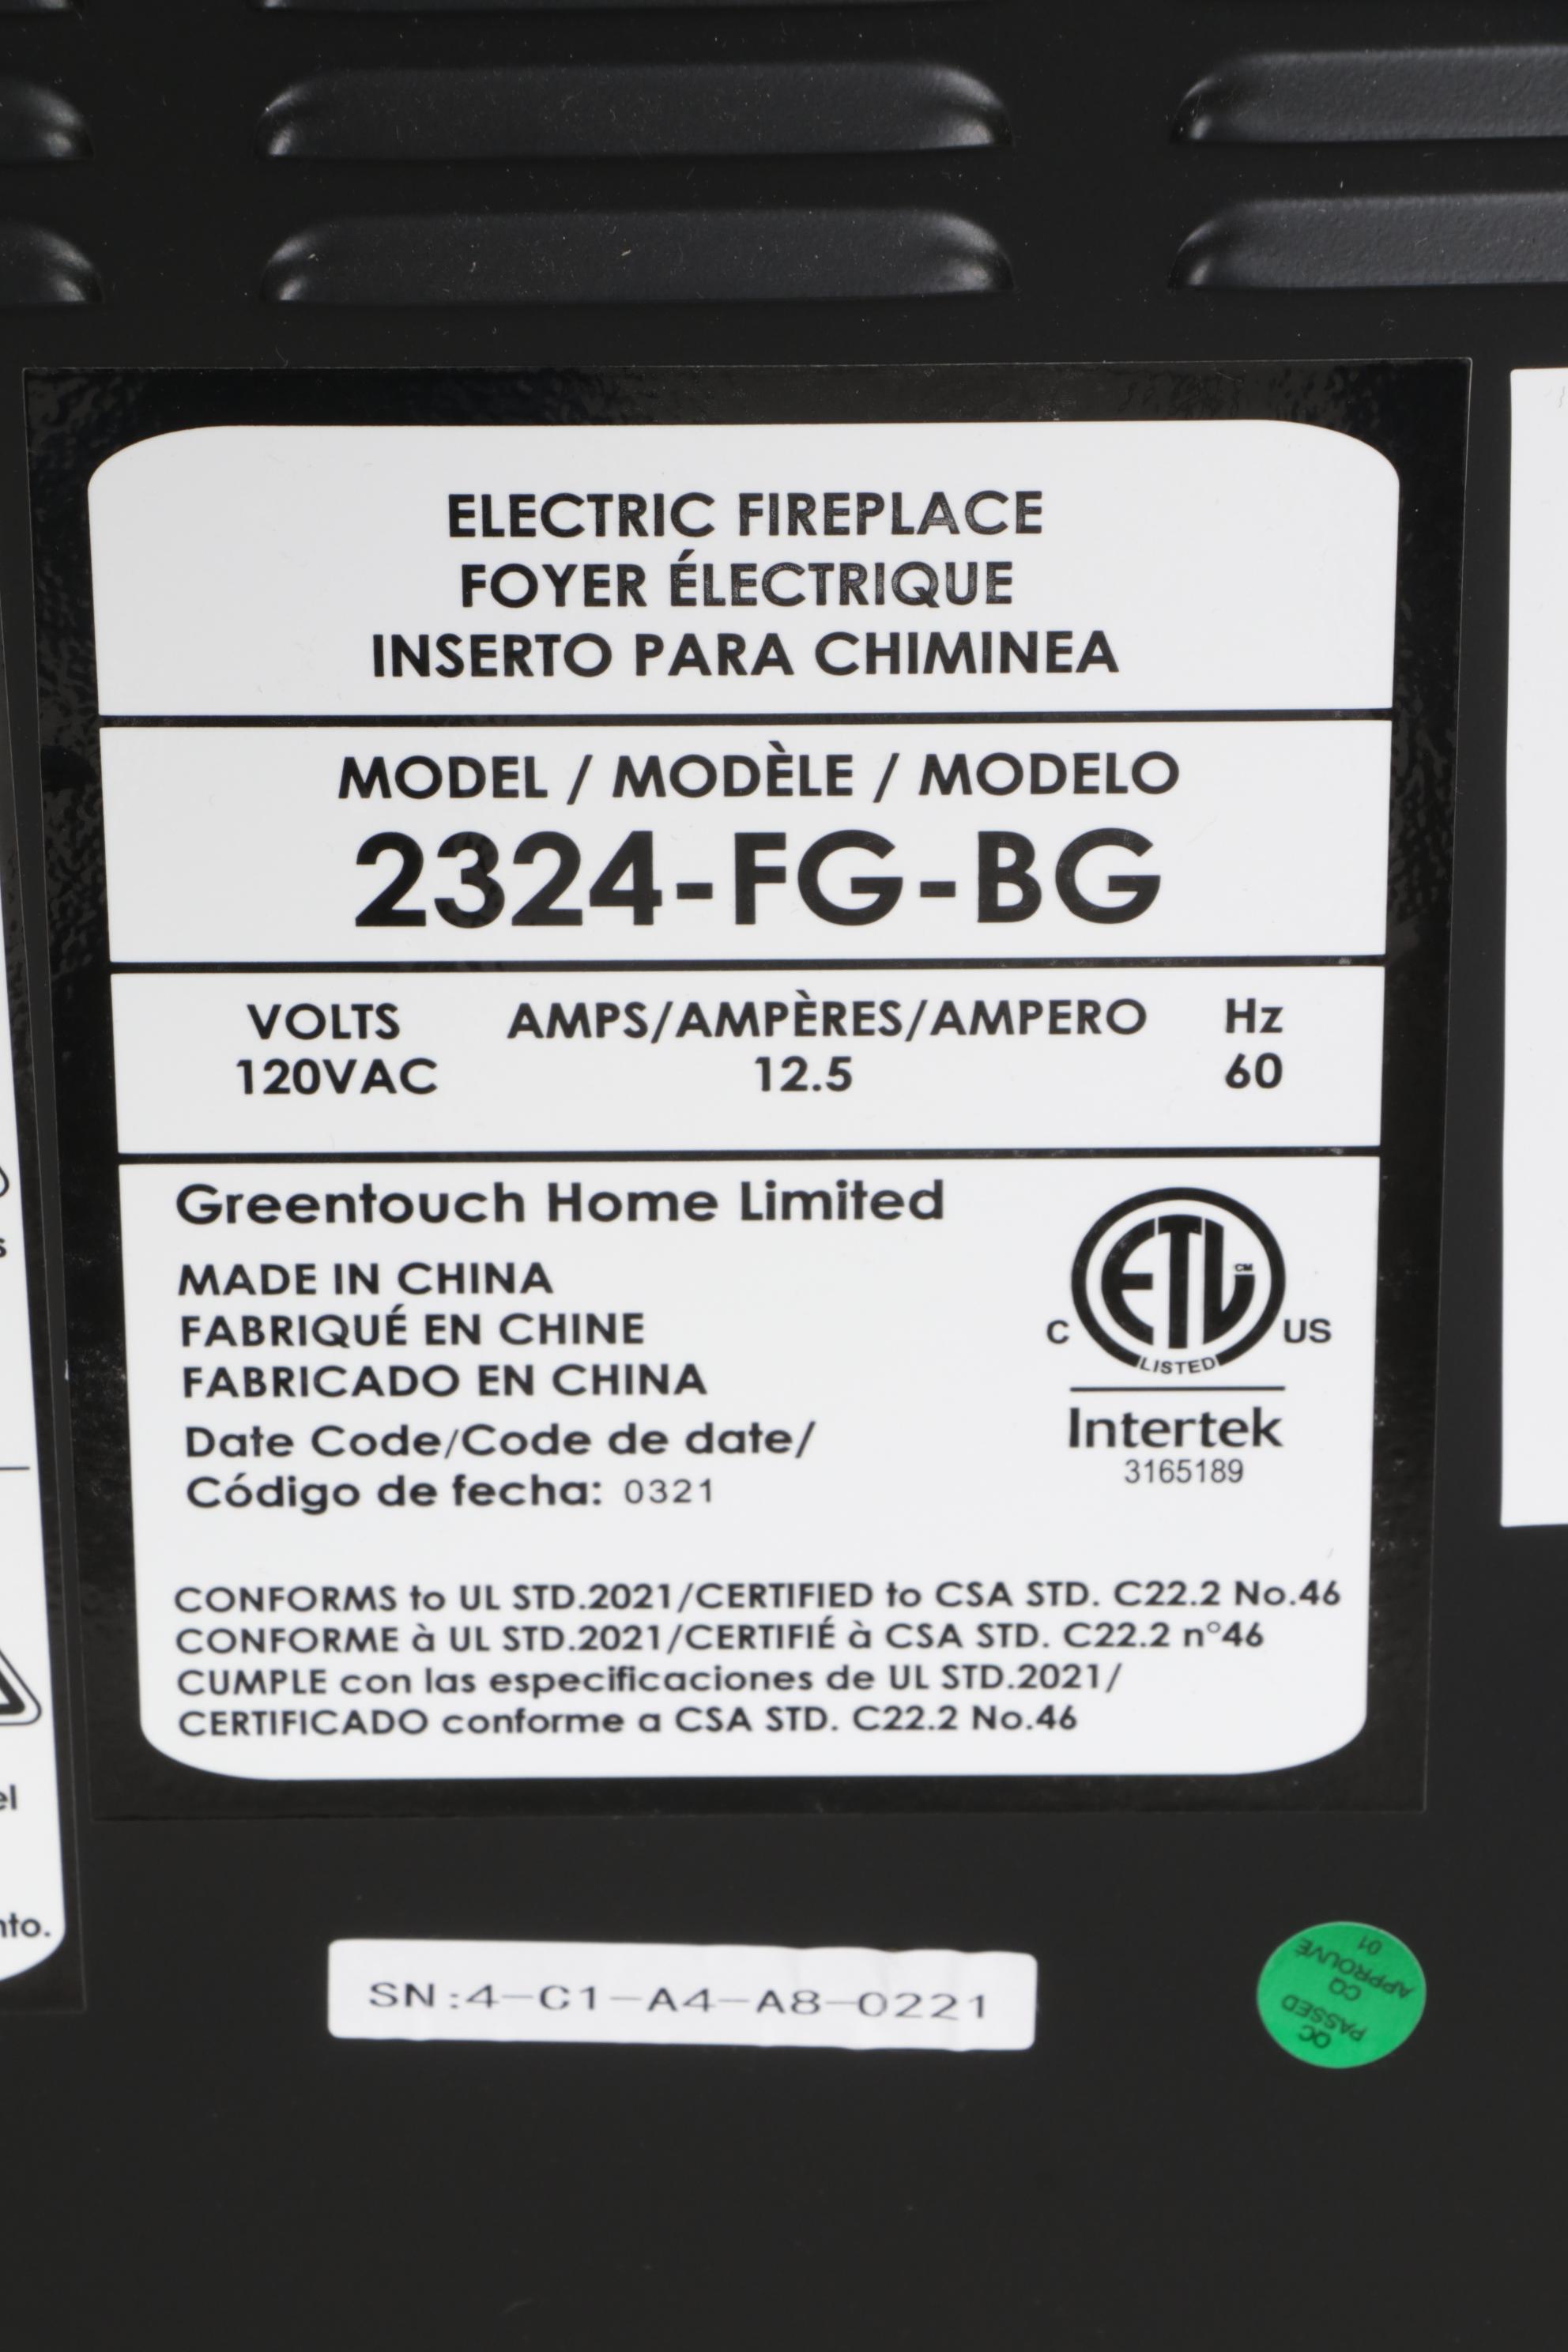 ELECTRIC FIREPLACE
FOYER ÉLECTRIQUE
INSERTO PARA CHIMINEA
MODEL / MODÈLE / MODELO
2324-FG-BG
VOLTS AMPS/AMPÈRES/AMPERO Hz
120VAC 12.5 60
Greentouch Home Limited
MADE IN CHINA
FABRIQUÉ EN CHINE
FABRICADO EN CHINA
Date Code/Code de date/
Código de fecha: 0321
ETL CM
C US
LISTED
Intertek
3165189
CONFORMS to UL STD.2021/CERTIFIED to CSA STD. C22.2 No.46
CONFORME à UL STD.2021/CERTIFIÉ à CSA STD. C22.2 n°46
CUMPLE con las especificaciones de UL STD.2021/
CERTIFICADO conforme a CSA STD. C22.2 No.46
SN:4-C1-A4-A8-0221
QC
PASSED
CQ
APPROUVÉ
01